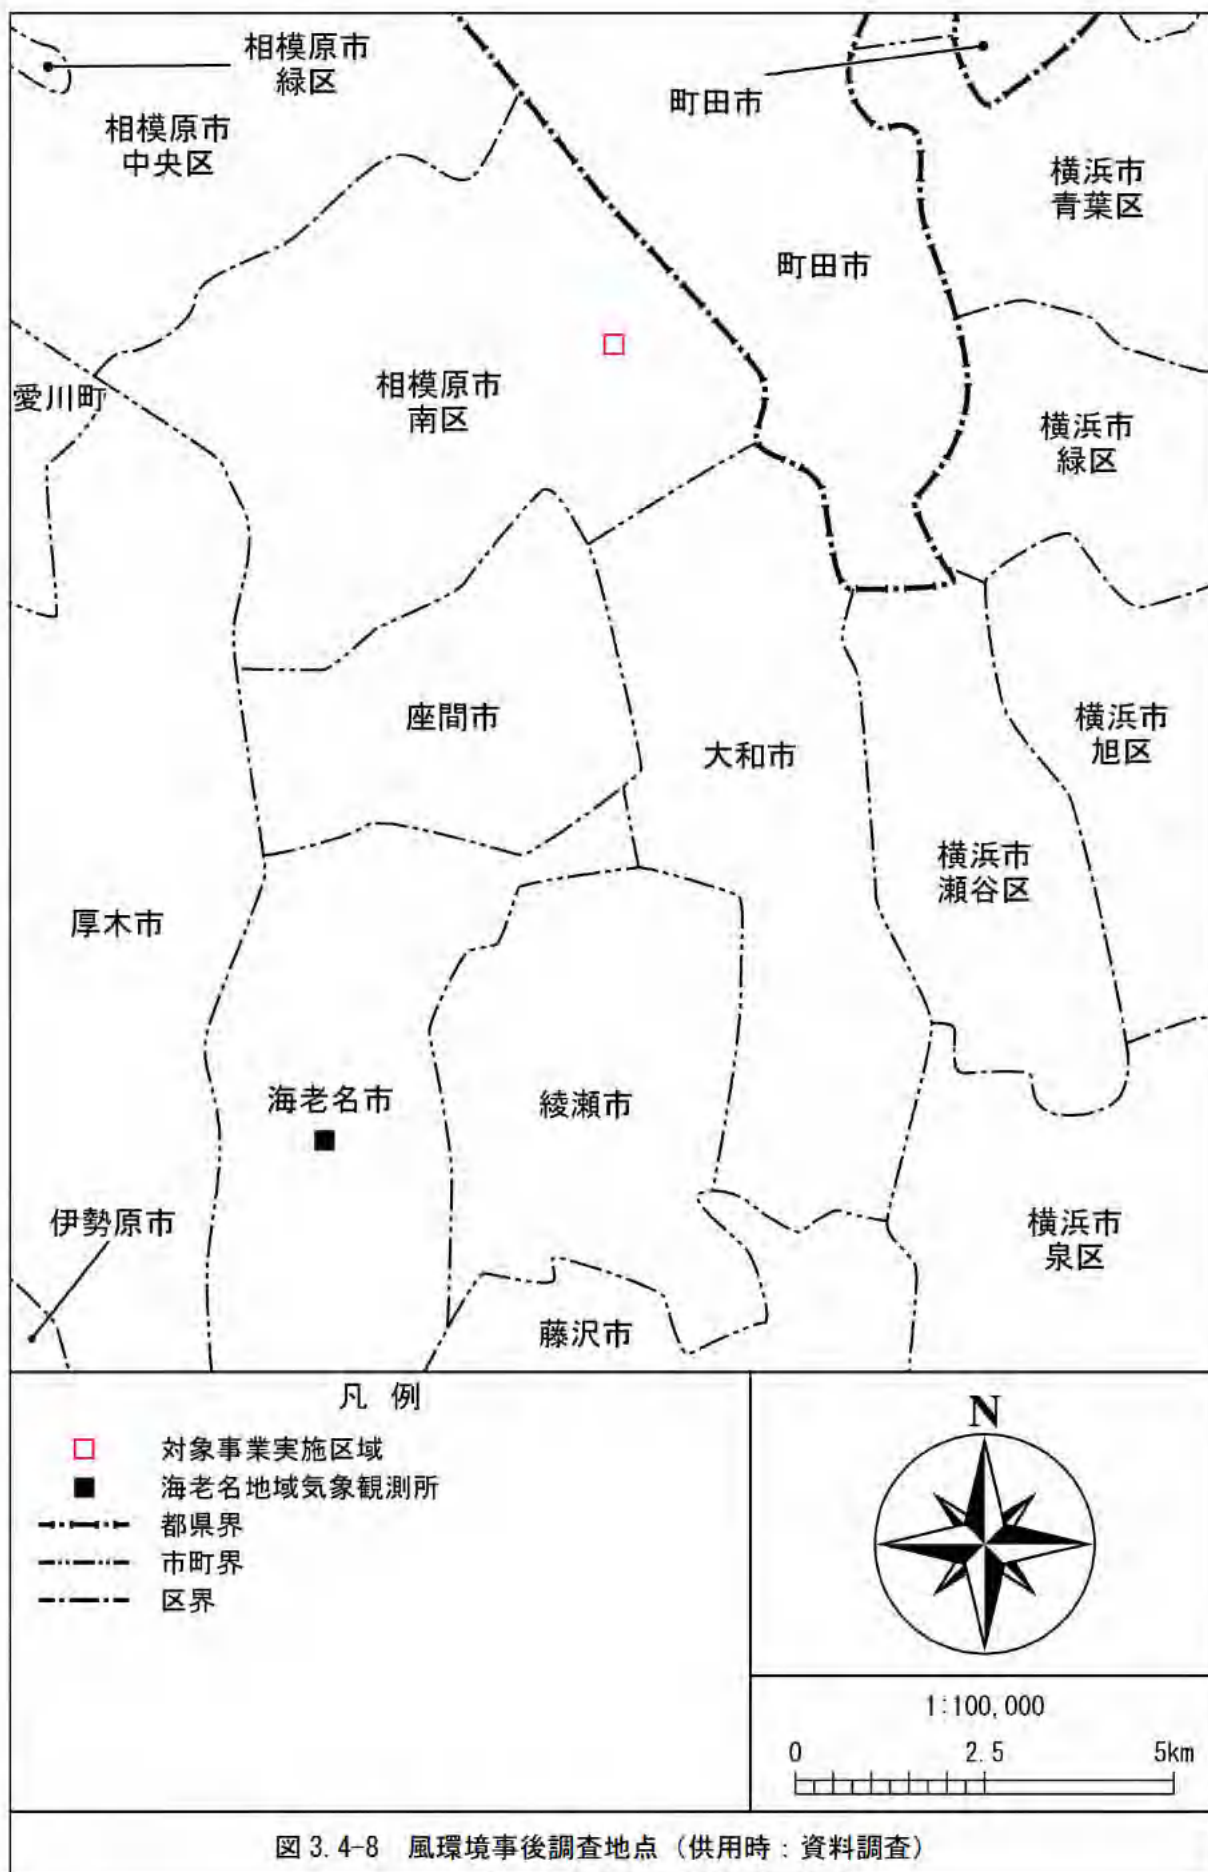 相模原市
緑区
町田市
相模原市
中央区
横浜市
青葉区
町田市
愛川町
相模原市
南区
横浜市
緑区
座間市
大和市
横浜市
旭区
横浜市
瀬谷区
厚木市
海老名市
綾瀬市
伊勢原市
横浜市
泉区
藤沢市
凡 例
対象事業実施区域
海老名地域気象観測所
都県界
市町界
区界
N
1:100,000
0 2.5 5km
図 3.4-8 風環境事後調査地点（供用時：資料調査）